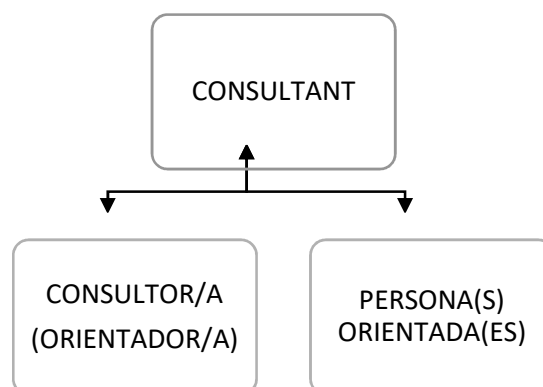 CONSULTANT
CONSULTOR/A
(ORIENTADOR/A)
PERSONA(S)
ORIENTADA(ES)